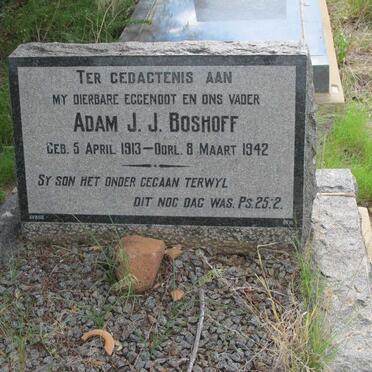 TER GEDACTENIS AAN
MY DIERBARE EGGENOOT EN ONS VADER
ADAM J. J. BOSHOFF
GEB. 5 APRIL 1913 — OORL. 8 MAART 1942
SY SON HET ONDER GEGAAN TERWYL
DIT NOG DAG WAS. PS. 25:2.